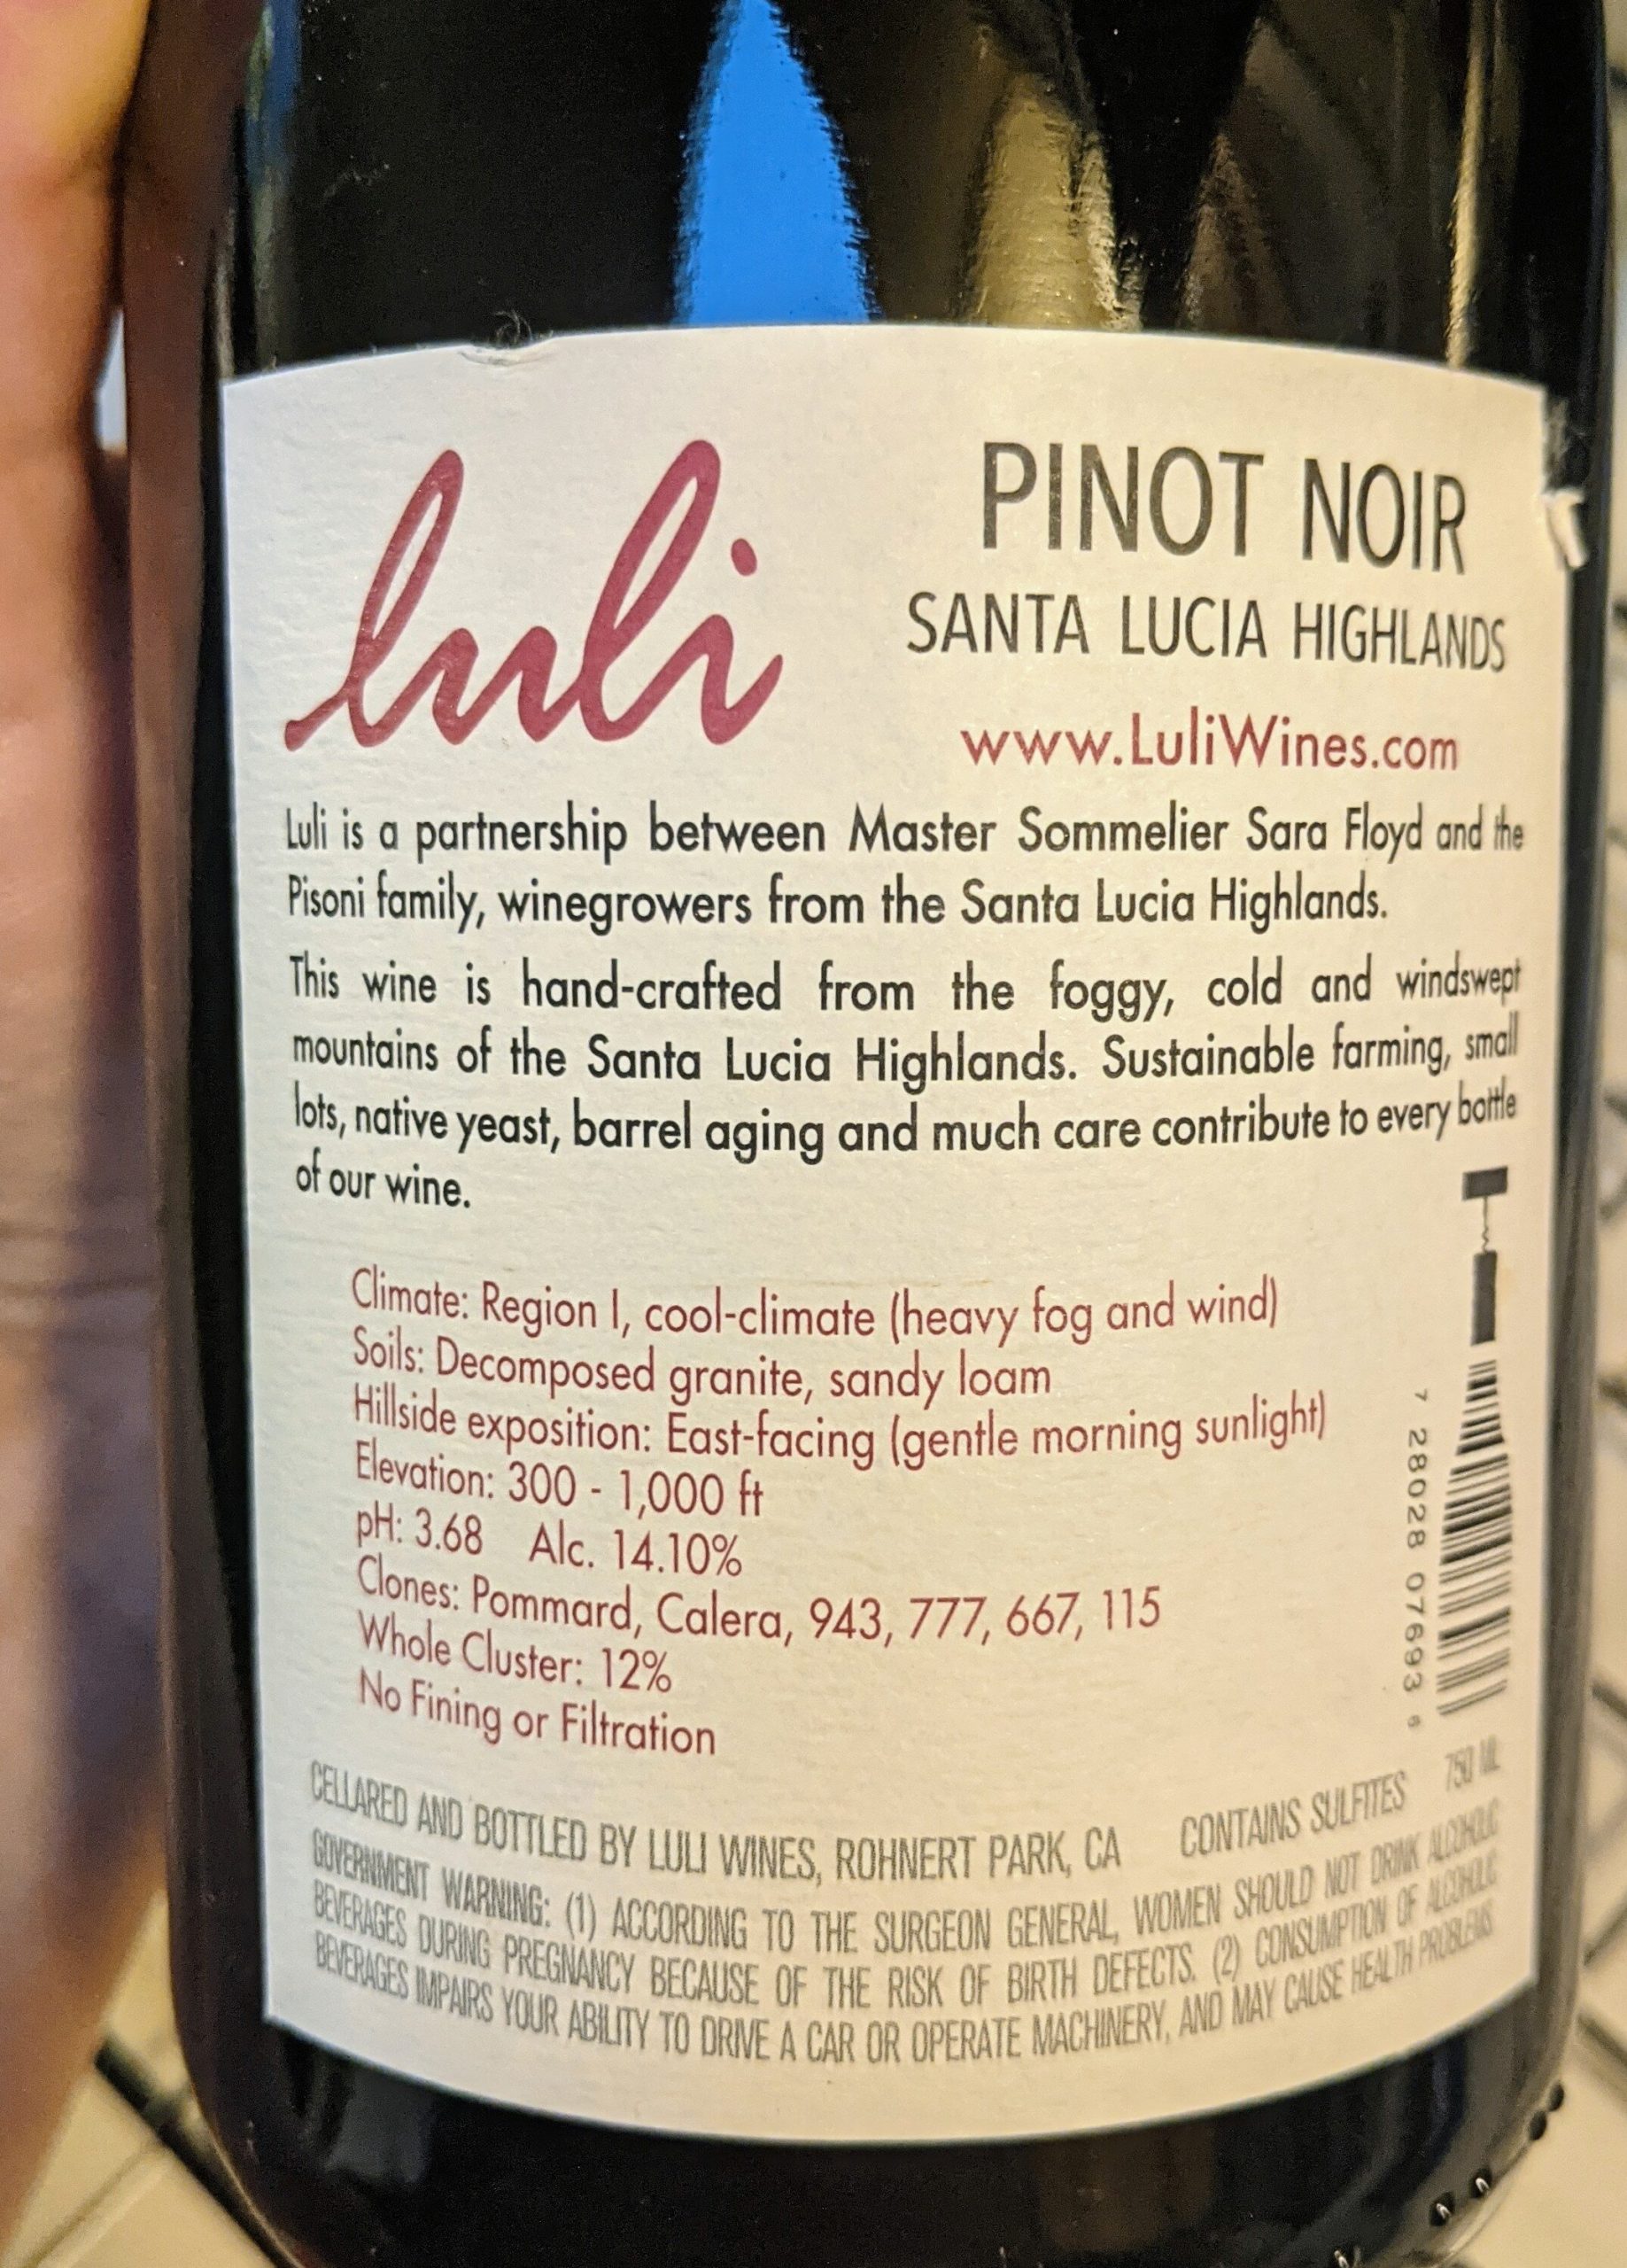 luli
PINOT NOIR
SANTA LUCIA HIGHLANDS
www.LuliWines.com
Luli is a partnership between Master Sommelier Sara Floyd and the
Pisoni family, winegrowers from the Santa Lucia Highlands.
This wine is hand-crafted from the foggy, cold and windswept
mountains of the Santa Lucia Highlands. Sustainable farming, small
lots, native yeast, barrel aging and much care contribute to every bottle
of our wine.
Climate: Region I, cool-climate (heavy fog and wind)
Soils: Decomposed granite, sandy loam
Hillside exposition: East-facing (gentle morning sunlight)
Elevation: 300 - 1,000 ft
pH: 3.68 Alc. 14.10%
Clones: Pommard, Calera, 943, 777, 667, 115
Whole Cluster: 12%
No Fining or Filtration
7 28028 07693 6
CELLARED AND BOTTLED BY LULI WINES, ROHNERT PARK, CA CONTAINS SULFITES 750 ML
GOVERNMENT WARNING: (1) ACCORDING TO THE SURGEON GENERAL, WOMEN SHOULD NOT DRINK ALCOHOLIC
BEVERAGES DURING PREGNANCY BECAUSE OF THE RISK OF BIRTH DEFECTS. (2) CONSUMPTION OF ALCOHOLIC
BEVERAGES IMPAIRS YOUR ABILITY TO DRIVE A CAR OR OPERATE MACHINERY, AND MAY CAUSE HEALTH PROBLEMS